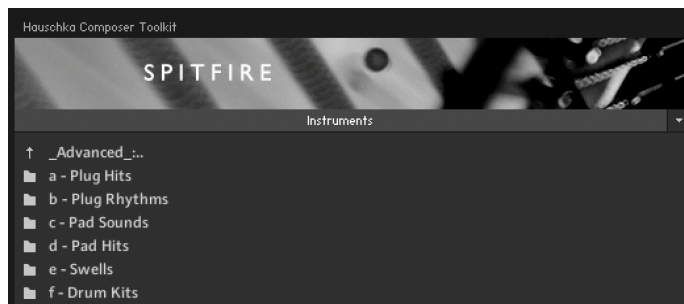 Hauschka Composer Toolkit
SPITFIRE
Instruments
_Advanced_:..
a - Plug Hits
b - Plug Rhythms
c - Pad Sounds
d - Pad Hits
e - Swells
f - Drum Kits